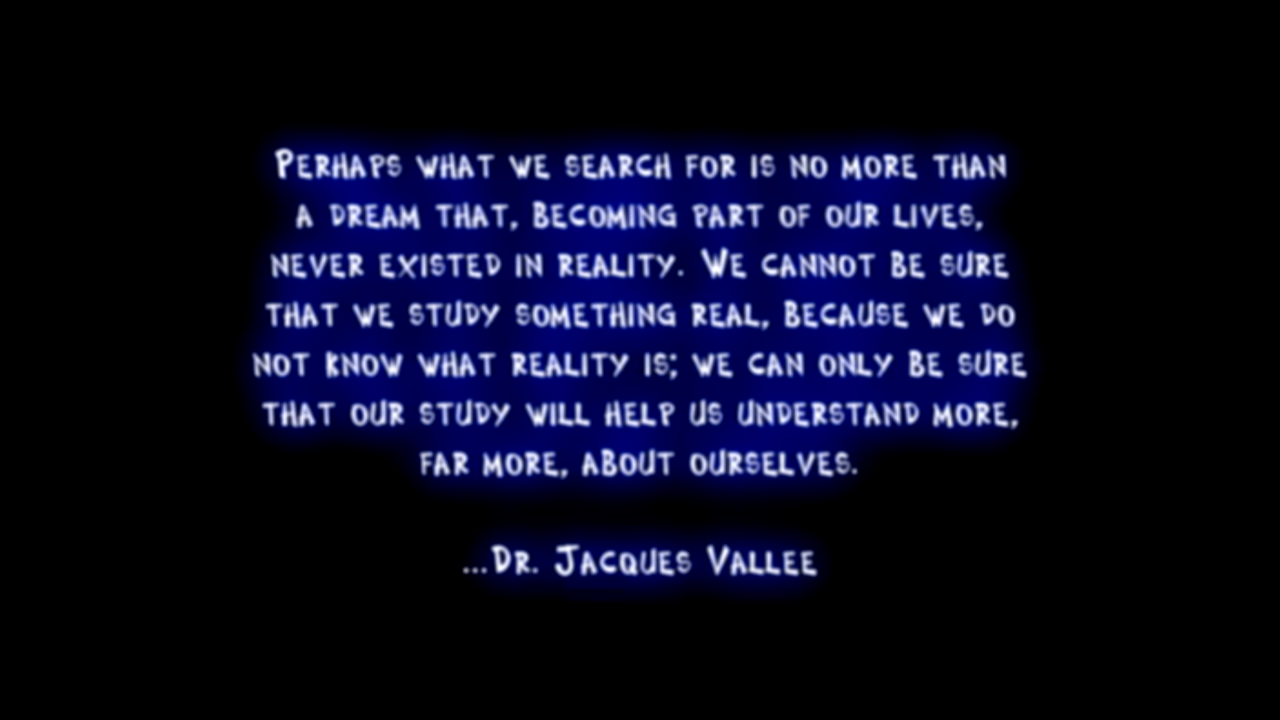 Perhaps what we search for is no more than
a dream that, becoming part of our lives,
never existed in reality. We cannot be sure
that we study something real, because we do
not know what reality is; we can only be sure
that our study will help us understand more,
far more, about ourselves.
...Dr. Jacques Vallee